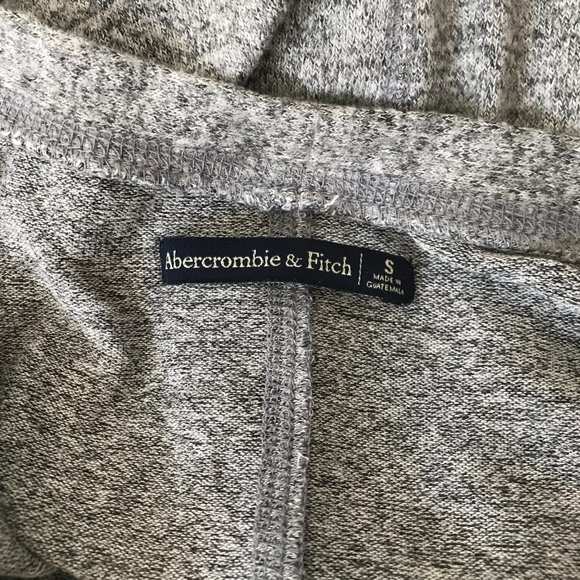 Abercrombie & Fitch
S
MADE IN
GUATEMALA